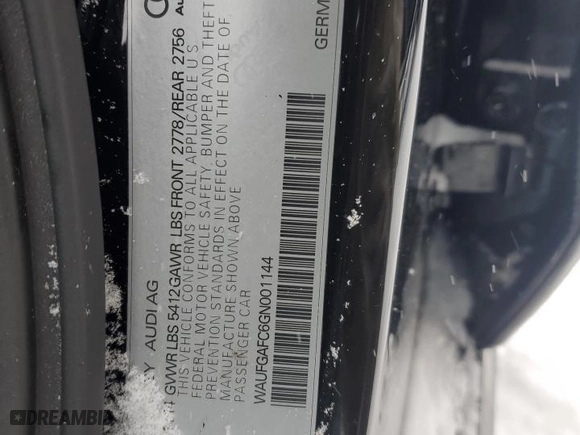 Y AUDI AG GERM
GVWR LBS 5412 GAWR LBS FRONT 2778/REAR 2756
THIS VEHICLE CONFORMS TO ALL APPLICABLE U.S.
FEDERAL MOTOR VEHICLE SAFETY, BUMPER AND THEFT
PREVENTION STANDARDS IN EFFECT ON THE DATE OF
MANUFACTURE SHOWN ABOVE
PASSENGER CAR
WAUFGAFC6GN001144
DREAMBID